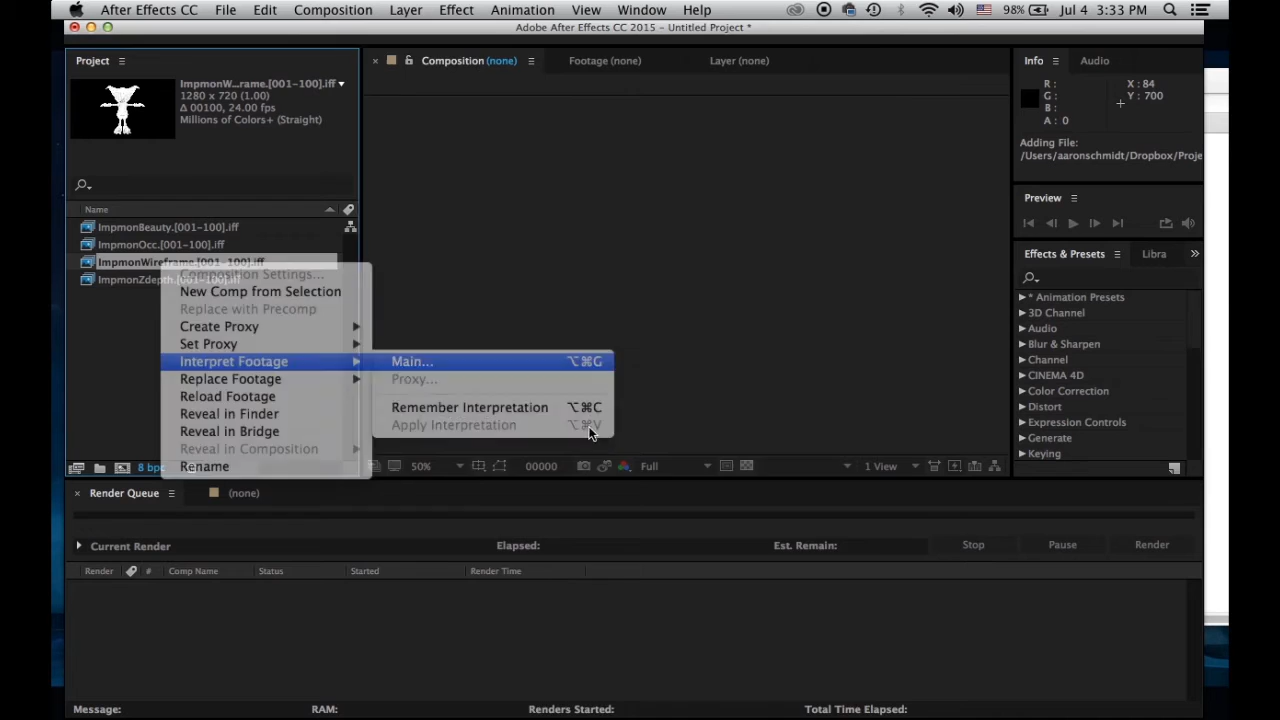 After Effects CC File Edit Composition Layer Effect Animation View Window Help 98% Jul 4 3:33 PM
Adobe After Effects CC 2015 - Untitled Project *
Project
Composition (none)
Footage (none)
Layer (none)
Info
Audio
ImpmonW...rame.[001-100].iff
1280 x 720 (1.00)
Δ 00100, 24.00 fps
Millions of Colors+ (Straight)
R :
G :
B :
A : 0
X : 84
Y : 700
Adding File:
/Users/aaronschmidt/Dropbox/Proje
Preview
Name
ImpmonBeauty.[001-100].iff
ImpmonOcc.[001-100].iff
ImpmonWireframe.[001-100].iff
ImpmonZdepth.[001-100].iff
Composition Settings...
New Comp from Selection
Replace with Precomp
Create Proxy
Set Proxy
Interpret Footage
Replace Footage
Reload Footage
Reveal in Finder
Reveal in Bridge
Reveal in Composition
Rename
Main... ⌥⌘G
Proxy...
Remember Interpretation ⌥⌘C
Apply Interpretation ⌥⌘V
Effects & Presets
Libra
* Animation Presets
3D Channel
Audio
Blur & Sharpen
Channel
CINEMA 4D
Color Correction
Distort
Expression Controls
Generate
Keying
8 bpc
50%
00000
Full
1 View
Render Queue
(none)
Current Render
Elapsed:
Est. Remain:
Stop
Pause
Render
Render # Comp Name Status Started Render Time
Message:
RAM:
Renders Started:
Total Time Elapsed: